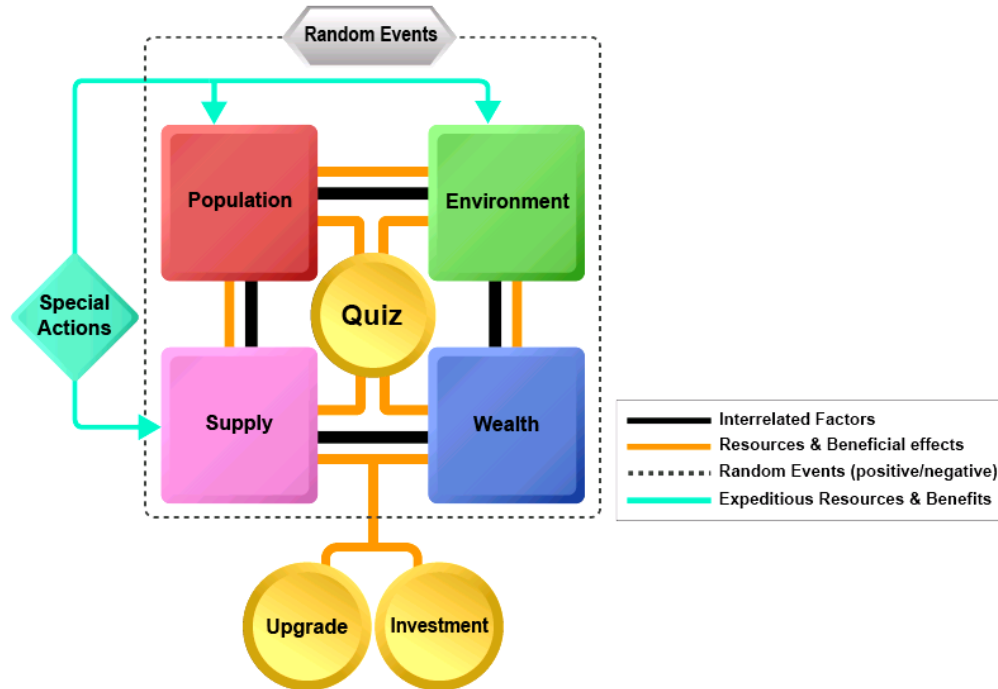 Random Events
Population
Environment
Quiz
Special
Actions
Supply
Wealth
Interrelated Factors
Resources & Beneficial effects
Random Events (positive/negative)
Expeditious Resources & Benefits
Upgrade
Investment